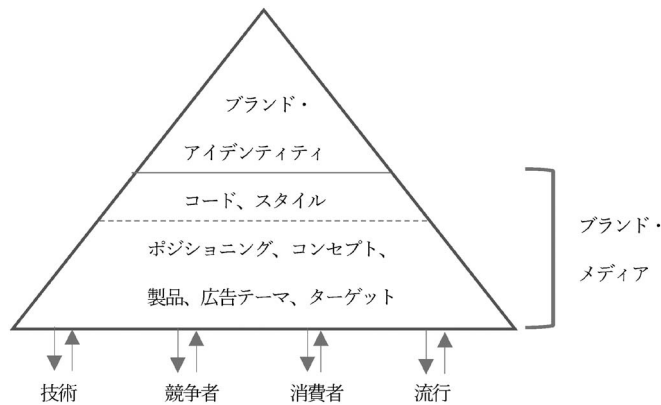 ブランド・
アイデンティティ
コード、スタイル
ポジショニング、コンセプト、
製品、広告テーマ、ターゲット
ブランド・
メディア
技術
競争者
消費者
流行